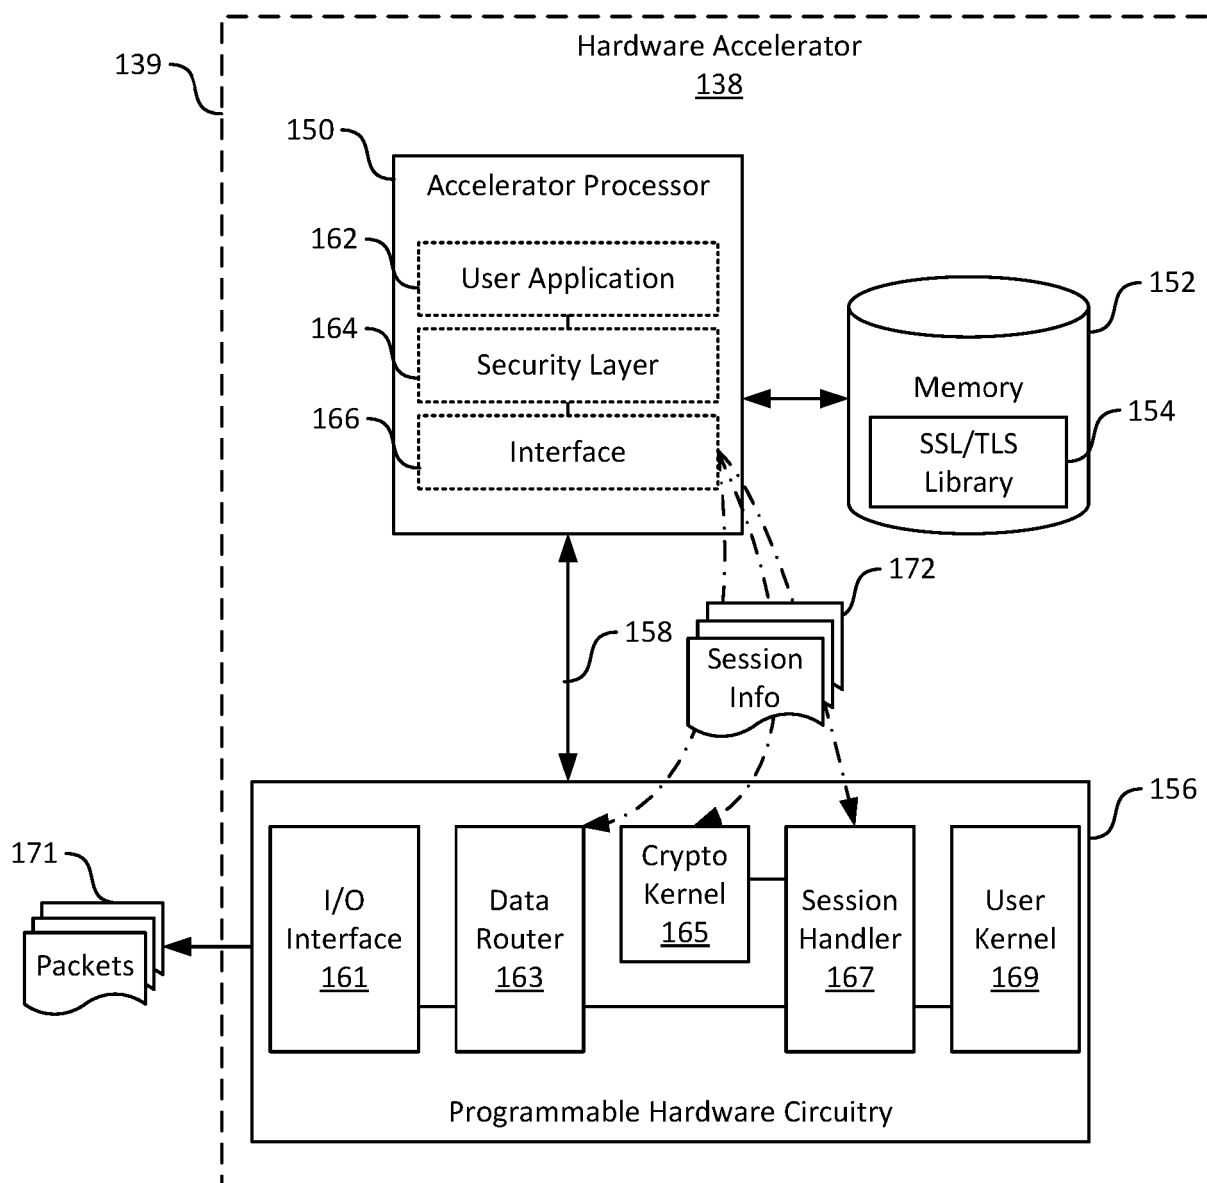 Hardware Accelerator
138
139
150
Accelerator Processor
162
User Application
164
Security Layer
166
Interface
152
Memory
154
SSL/TLS
Library
172
158
Session
Info
156
171
Packets
I/O
Interface
161
Data
Router
163
Crypto
Kernel
165
Session
Handler
167
User
Kernel
169
Programmable Hardware Circuitry